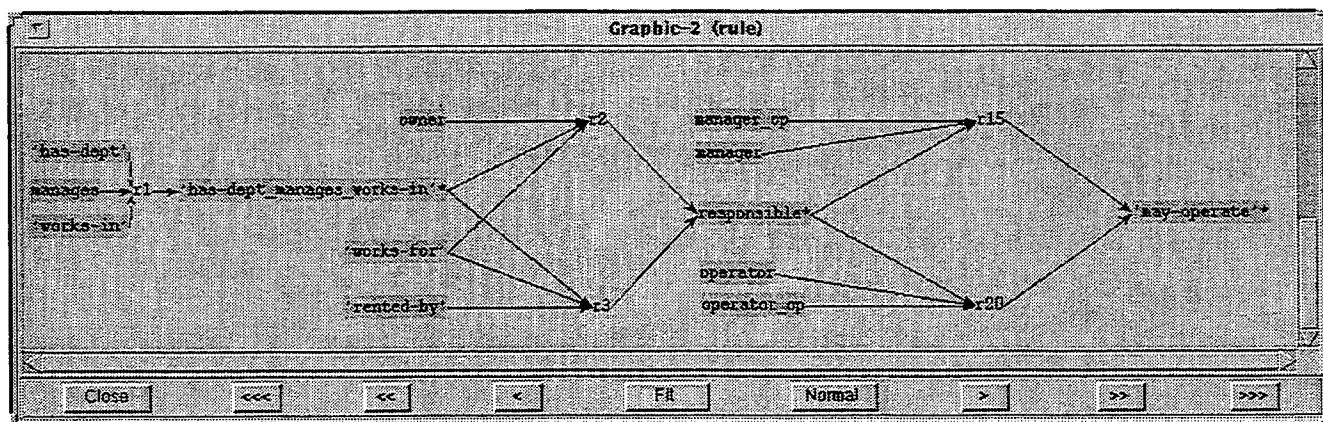 Graphic-2 (rule)
owner r2 manager_op r15
'has-dept' manager
manages r1 'has-dept_manages_works-in'*
responsible* 'may-operate'*
'works-in'
'works-for'
operator
'rented-by' r3 operator_op r20
Close <<< << < Fit Normal > >> >>>